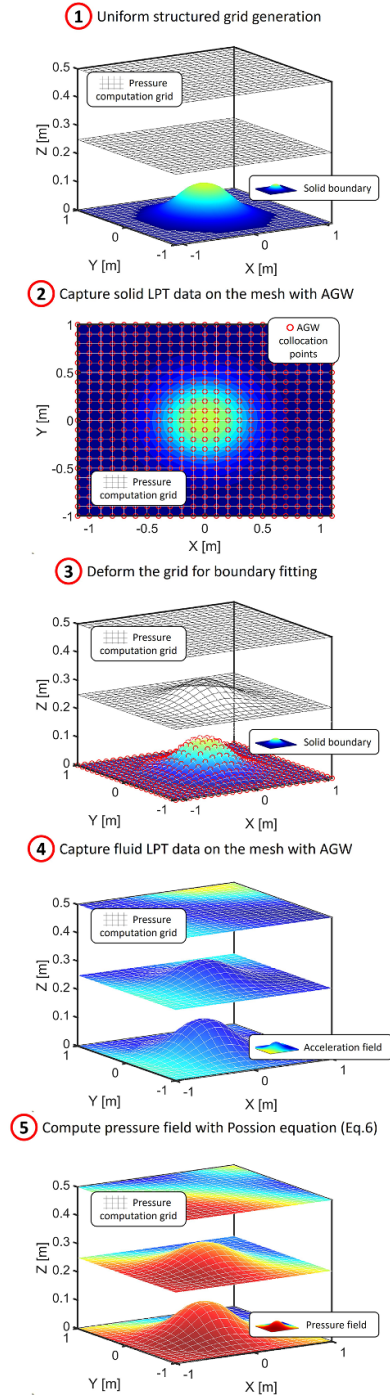 1 Uniform structured grid generation
Pressure
computation grid
0.5
0.4
0.3
0.2
0.1
0
Z [m]
Solid boundary
1
0
-1
Y [m]
-1
0
1
X [m]
2 Capture solid LPT data on the mesh with AGW
AGW
collocation
points
1
0.5
0
-0.5
-1
Y [m]
Pressure
computation grid
-1
-0.5
0
0.5
1
X [m]
3 Deform the grid for boundary fitting
Pressure
computation grid
0.5
0.4
0.3
0.2
0.1
0
Z [m]
Solid boundary
1
0
-1
Y [m]
-1
0
1
X [m]
4 Capture fluid LPT data on the mesh with AGW
Pressure
computation grid
0.5
0.4
0.3
0.2
0.1
0
Z [m]
Acceleration field
1
0
-1
Y [m]
-1
0
1
X [m]
5 Compute pressure field with Possion equation (Eq.6)
Pressure
computation grid
0.5
0.4
0.3
0.2
0.1
0
Z [m]
Pressure field
1
0
-1
Y [m]
-1
0
1
X [m]